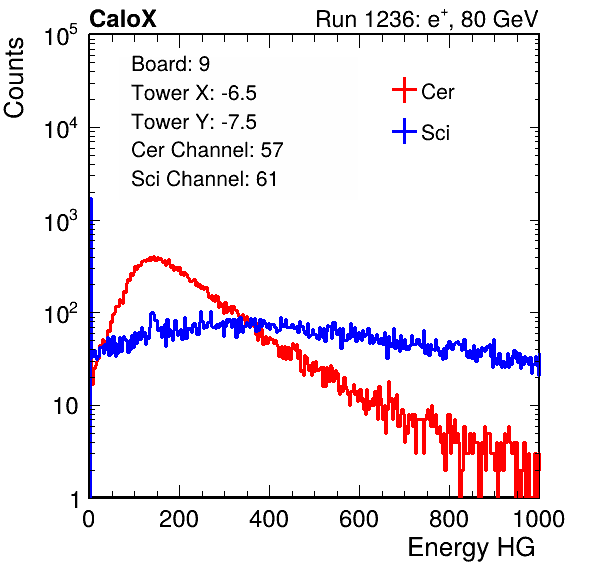 CaloX Run 1236: e⁺, 80 GeV
Counts
10⁵
10⁴
10³
10²
10
1
Board: 9
Tower X: -6.5
Tower Y: -7.5
Cer Channel: 57
Sci Channel: 61
Cer
Sci
0 200 400 600 800 1000
Energy HG